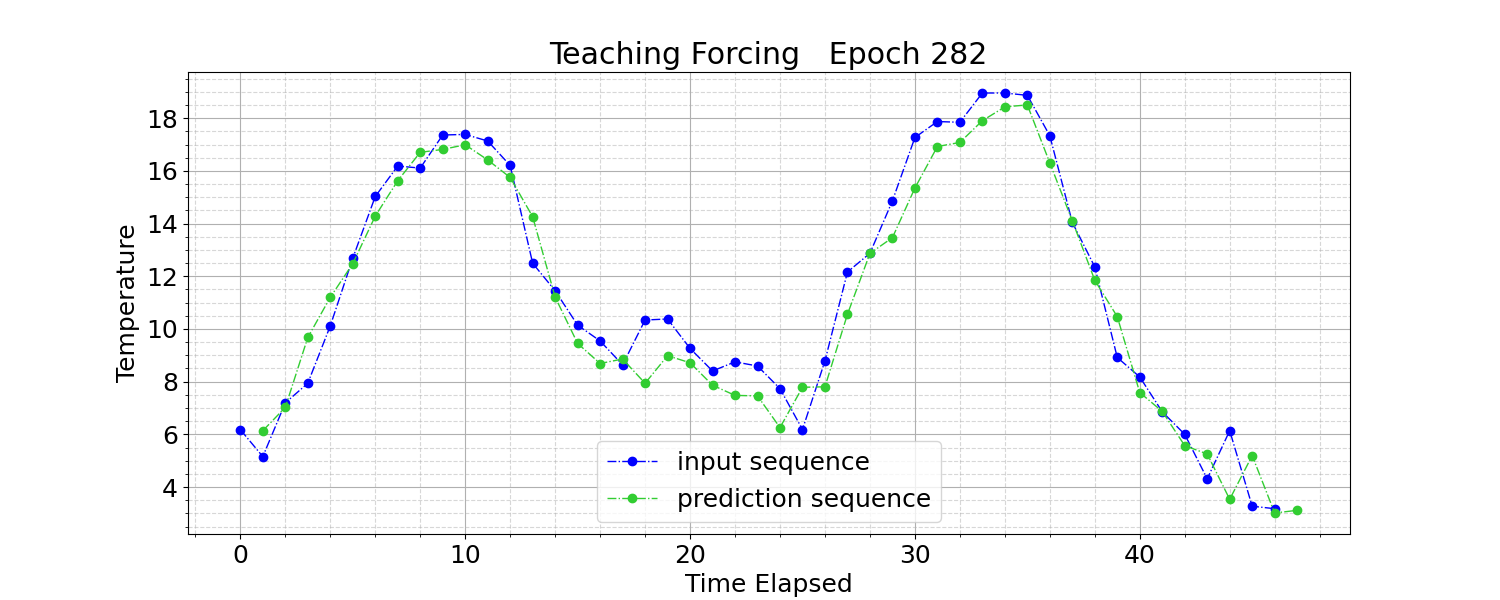 Teaching Forcing   Epoch 282
Temperature
18
16
14
12
10
8
6
4
input sequence
prediction sequence
0 10 20 30 40
Time Elapsed